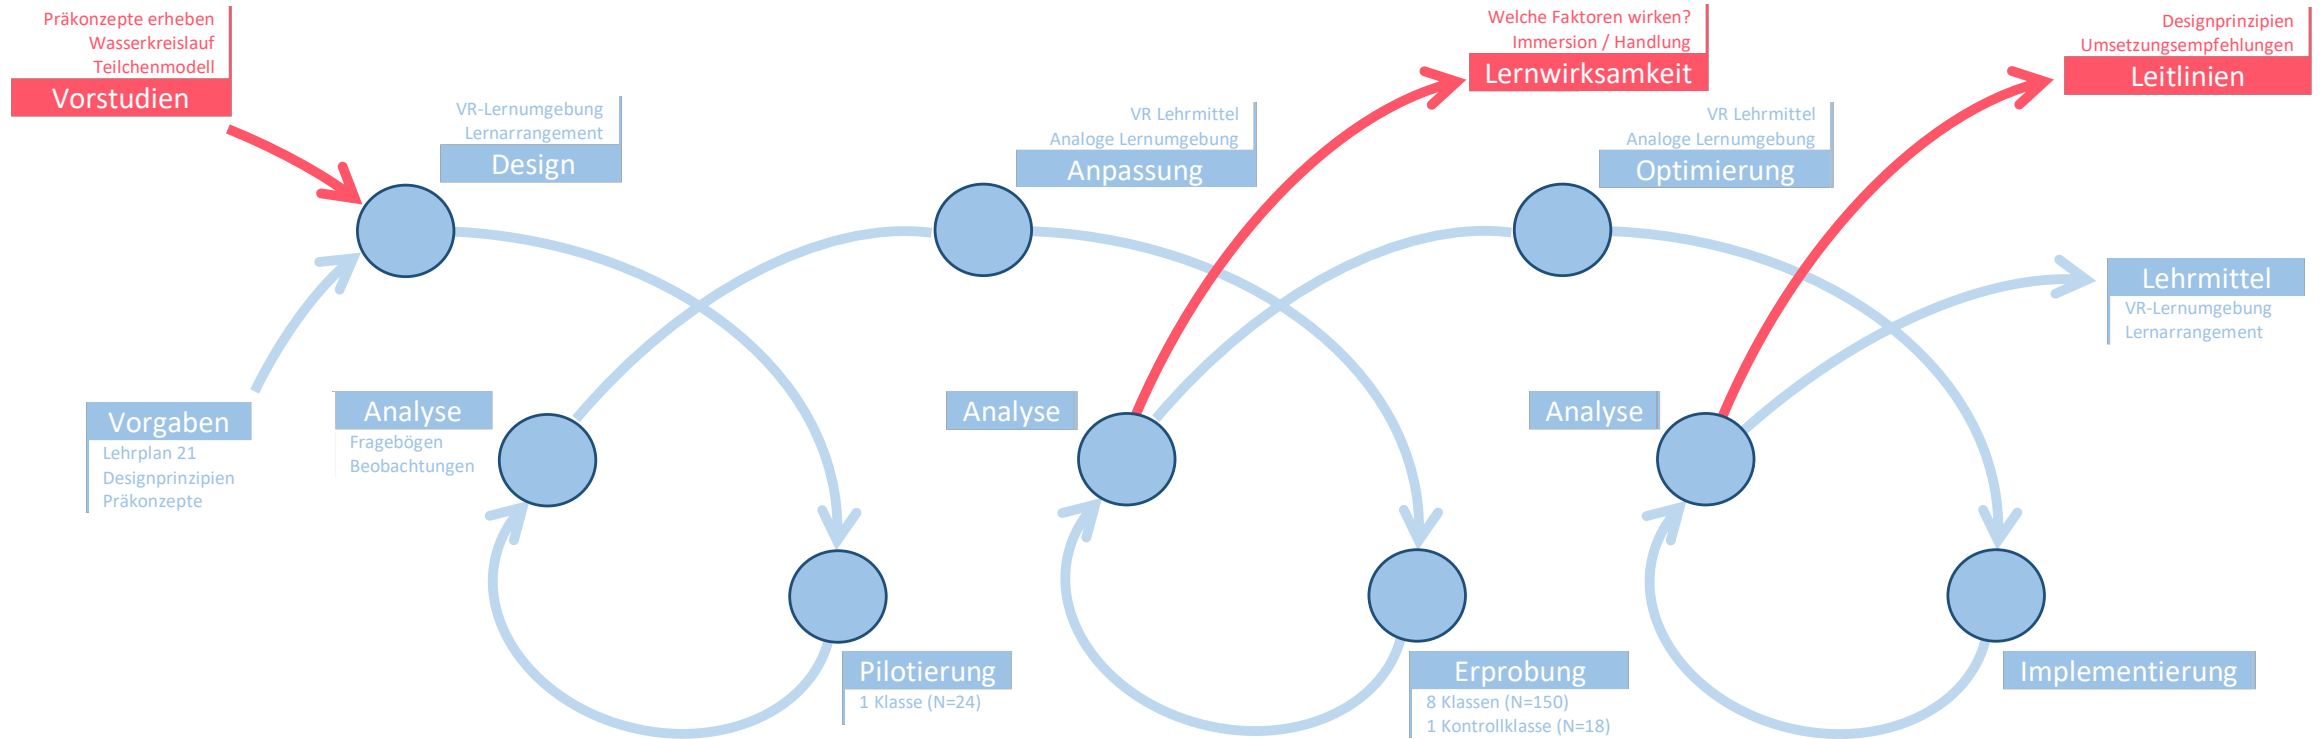 Präkonzepte erheben
Wasserkreislauf
Teilchenmodell
Vorstudien
VR-Lernumgebung
Lernarrangement
Design
VR Lehrmittel
Analoge Lernumgebung
Anpassung
Welche Faktoren wirken?
Immersion / Handlung
Lernwirksamkeit
VR Lehrmittel
Analoge Lernumgebung
Optimierung
Designprinzipien
Umsetzungsempfehlungen
Leitlinien
Lehrmittel
VR-Lernumgebung
Lernarrangement
Vorgaben
Lehrplan 21
Designprinzipien
Präkonzepte
Analyse
Fragebögen
Beobachtungen
Analyse
Analyse
Pilotierung
1 Klasse (N=24)
Erprobung
8 Klassen (N=150)
1 Kontrollklasse (N=18)
Implementierung